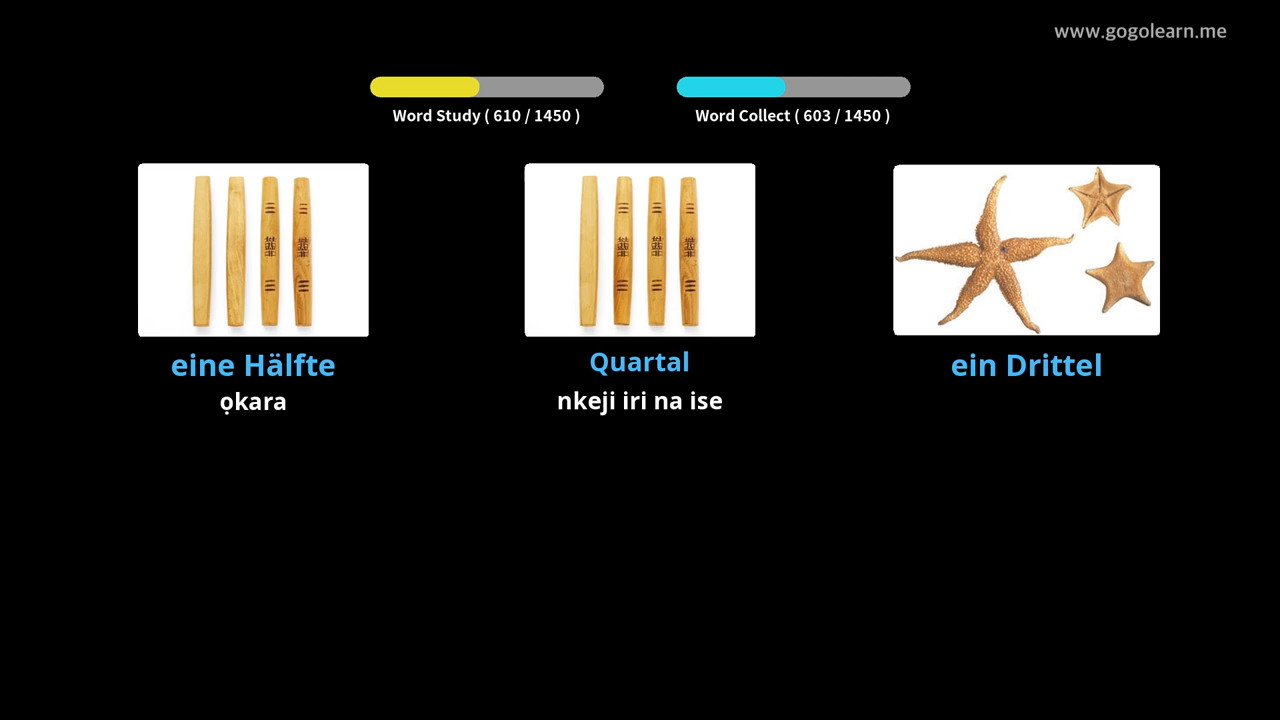 www.gogolearn.me
Word Study ( 610 / 1450 )
Word Collect ( 603 / 1450 )
eine Hälfte
ọkara
Quartal
nkeji iri na ise
ein Drittel